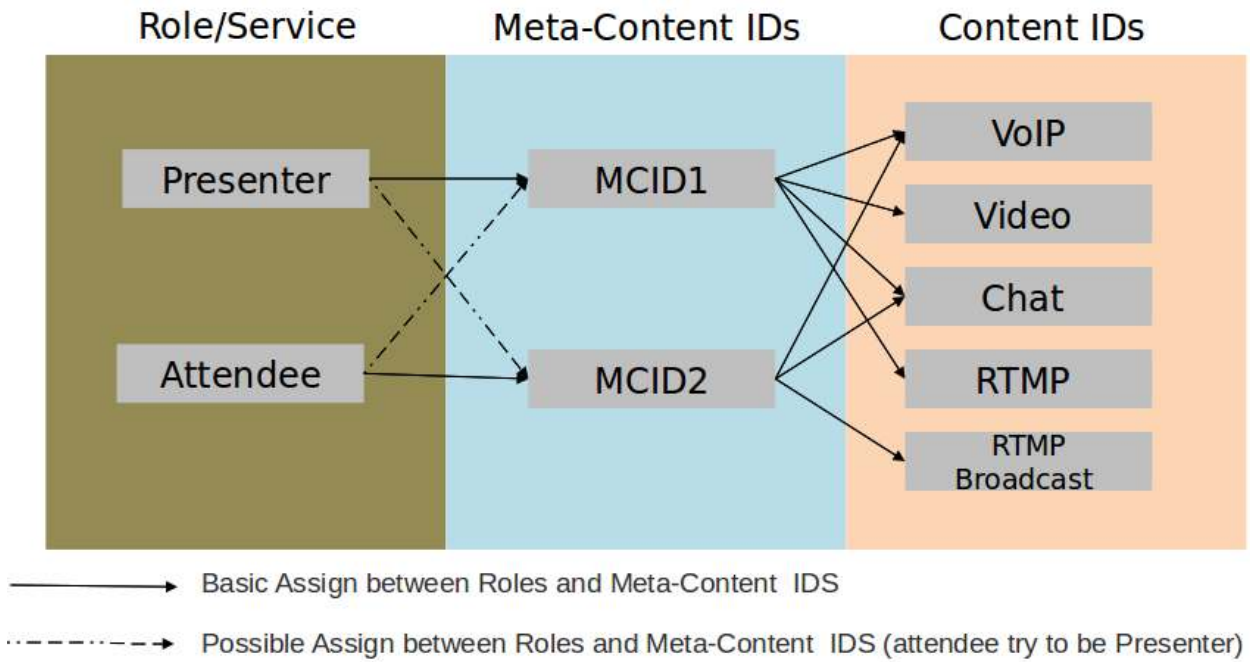 Role/Service
Meta-Content IDs
Content IDs
Presenter
MCID1
VoIP
Video
Chat
Attendee
MCID2
RTMP
RTMP
Broadcast
Basic Assign between Roles and Meta-Content IDS
Possible Assign between Roles and Meta-Content IDS (attendee try to be Presenter)